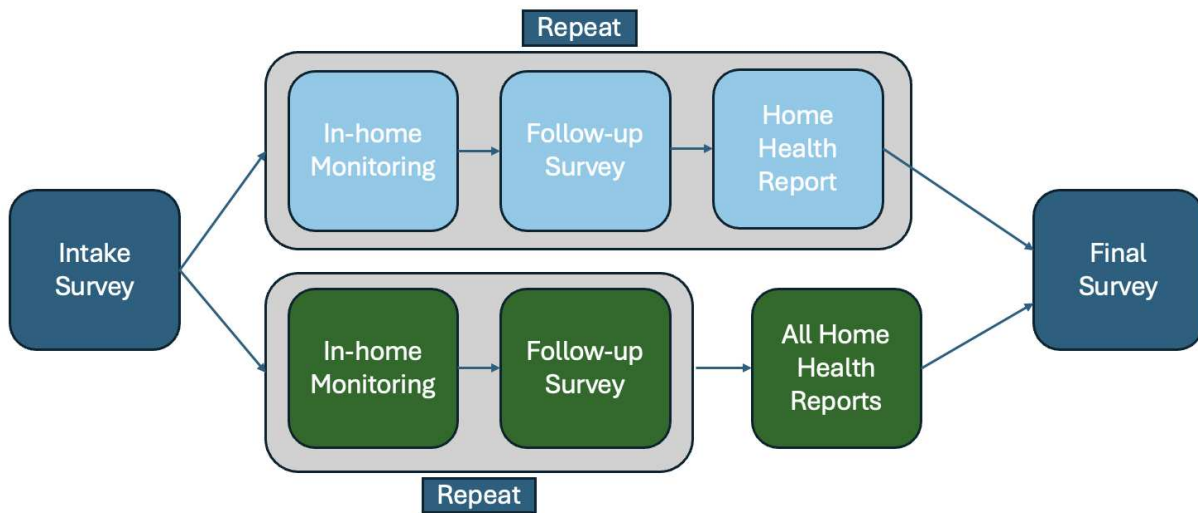 Repeat
In-home
Monitoring
Follow-up
Survey
Home
Health
Report
Intake
Survey
Final
Survey
In-home
Monitoring
Follow-up
Survey
All Home
Health
Reports
Repeat